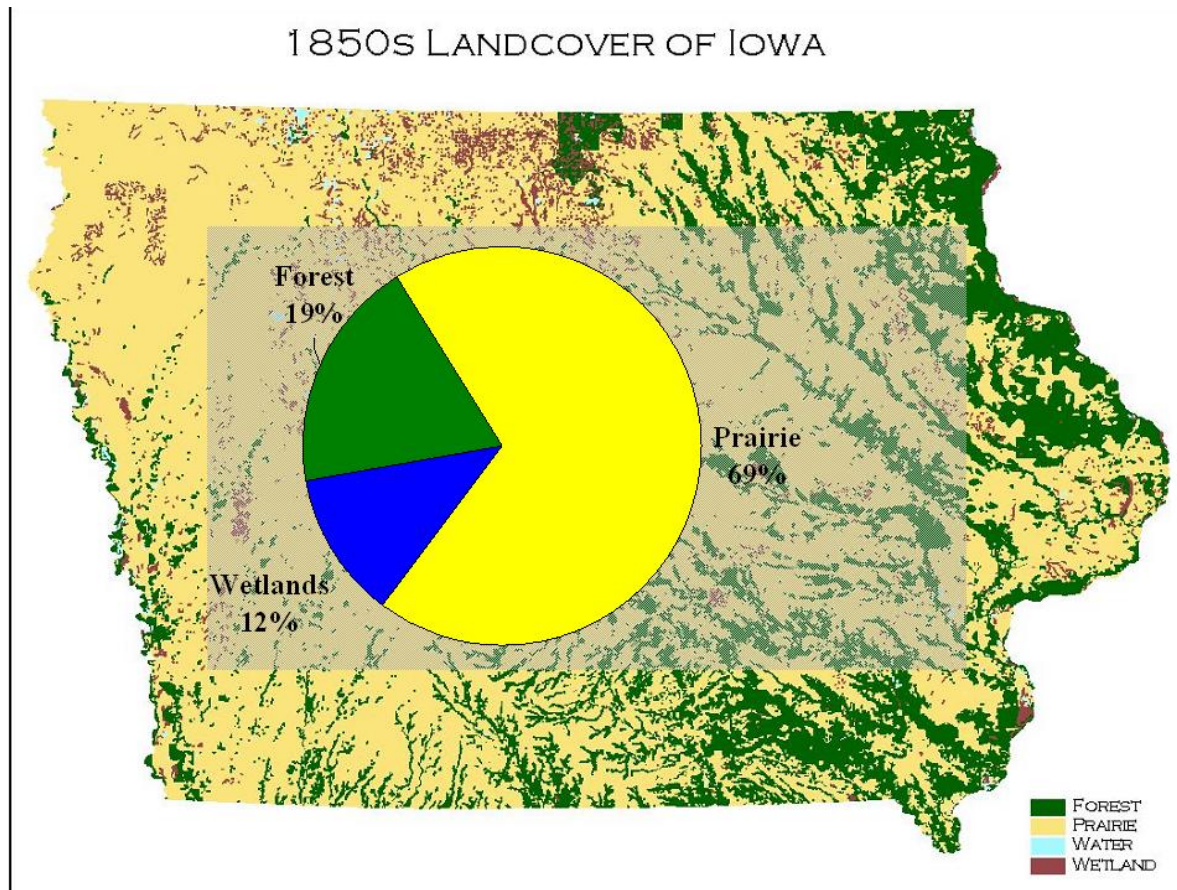 1850s Landcover of Iowa
Forest
19%
Prairie
69%
Wetlands
12%
Forest
Prairie
Water
Wetland